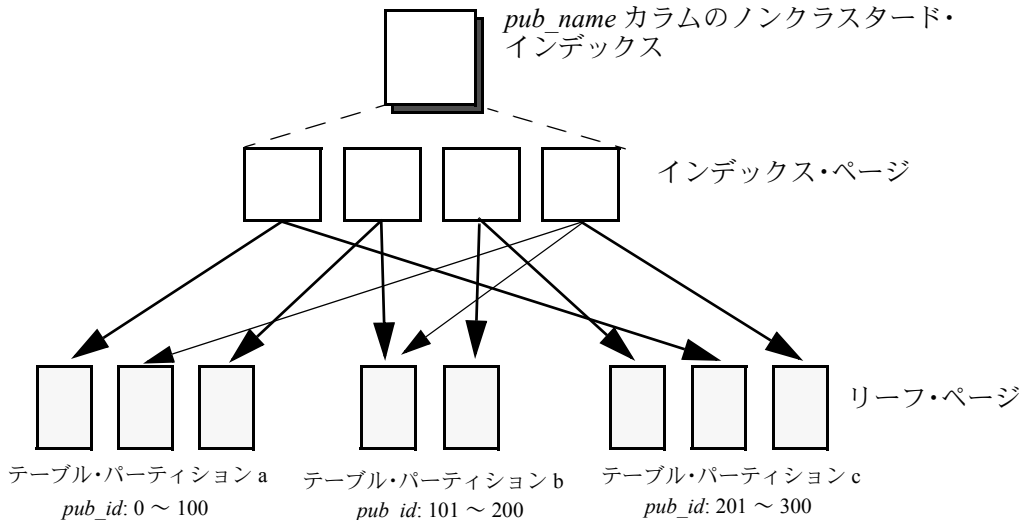 pub_name カラムのノンクラスタード・
インデックス
インデックス・ページ
リーフ・ページ
テーブル・パーティション a
pub_id: 0 ～ 100
テーブル・パーティション b
pub_id: 101 ～ 200
テーブル・パーティション c
pub_id: 201 ～ 300